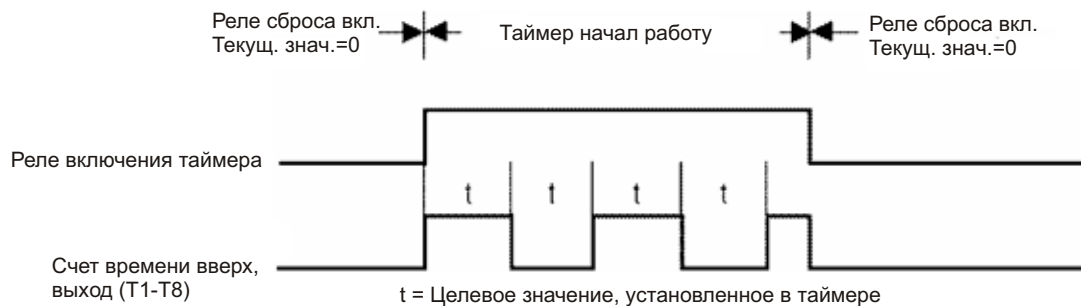 Реле сброса вкл.
Текущ. знач.=0
Таймер начал работу
Реле сброса вкл.
Текущ. знач.=0
Реле включения таймера
t t t t
Счет времени вверх,
выход (T1-T8)
t = Целевое значение, установленное в таймере